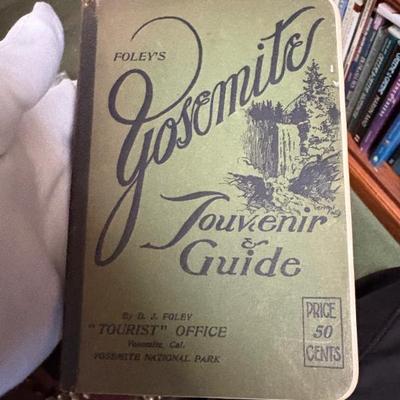 FOLEY'S
Yosemite
Souvenir
&
Guide
By D. J. FOLEY
"TOURIST" OFFICE
Yosemite, Cal.
YOSEMITE NATIONAL PARK
PRICE
50
CENTS